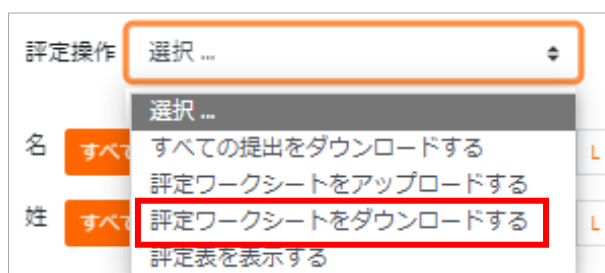 評定操作 選択 ...
選択 ...
すべての提出をダウンロードする
名 すべて L
評定ワークシートをアップロードする
姓 すべて 評定ワークシートをダウンロードする L
評定表を表示する